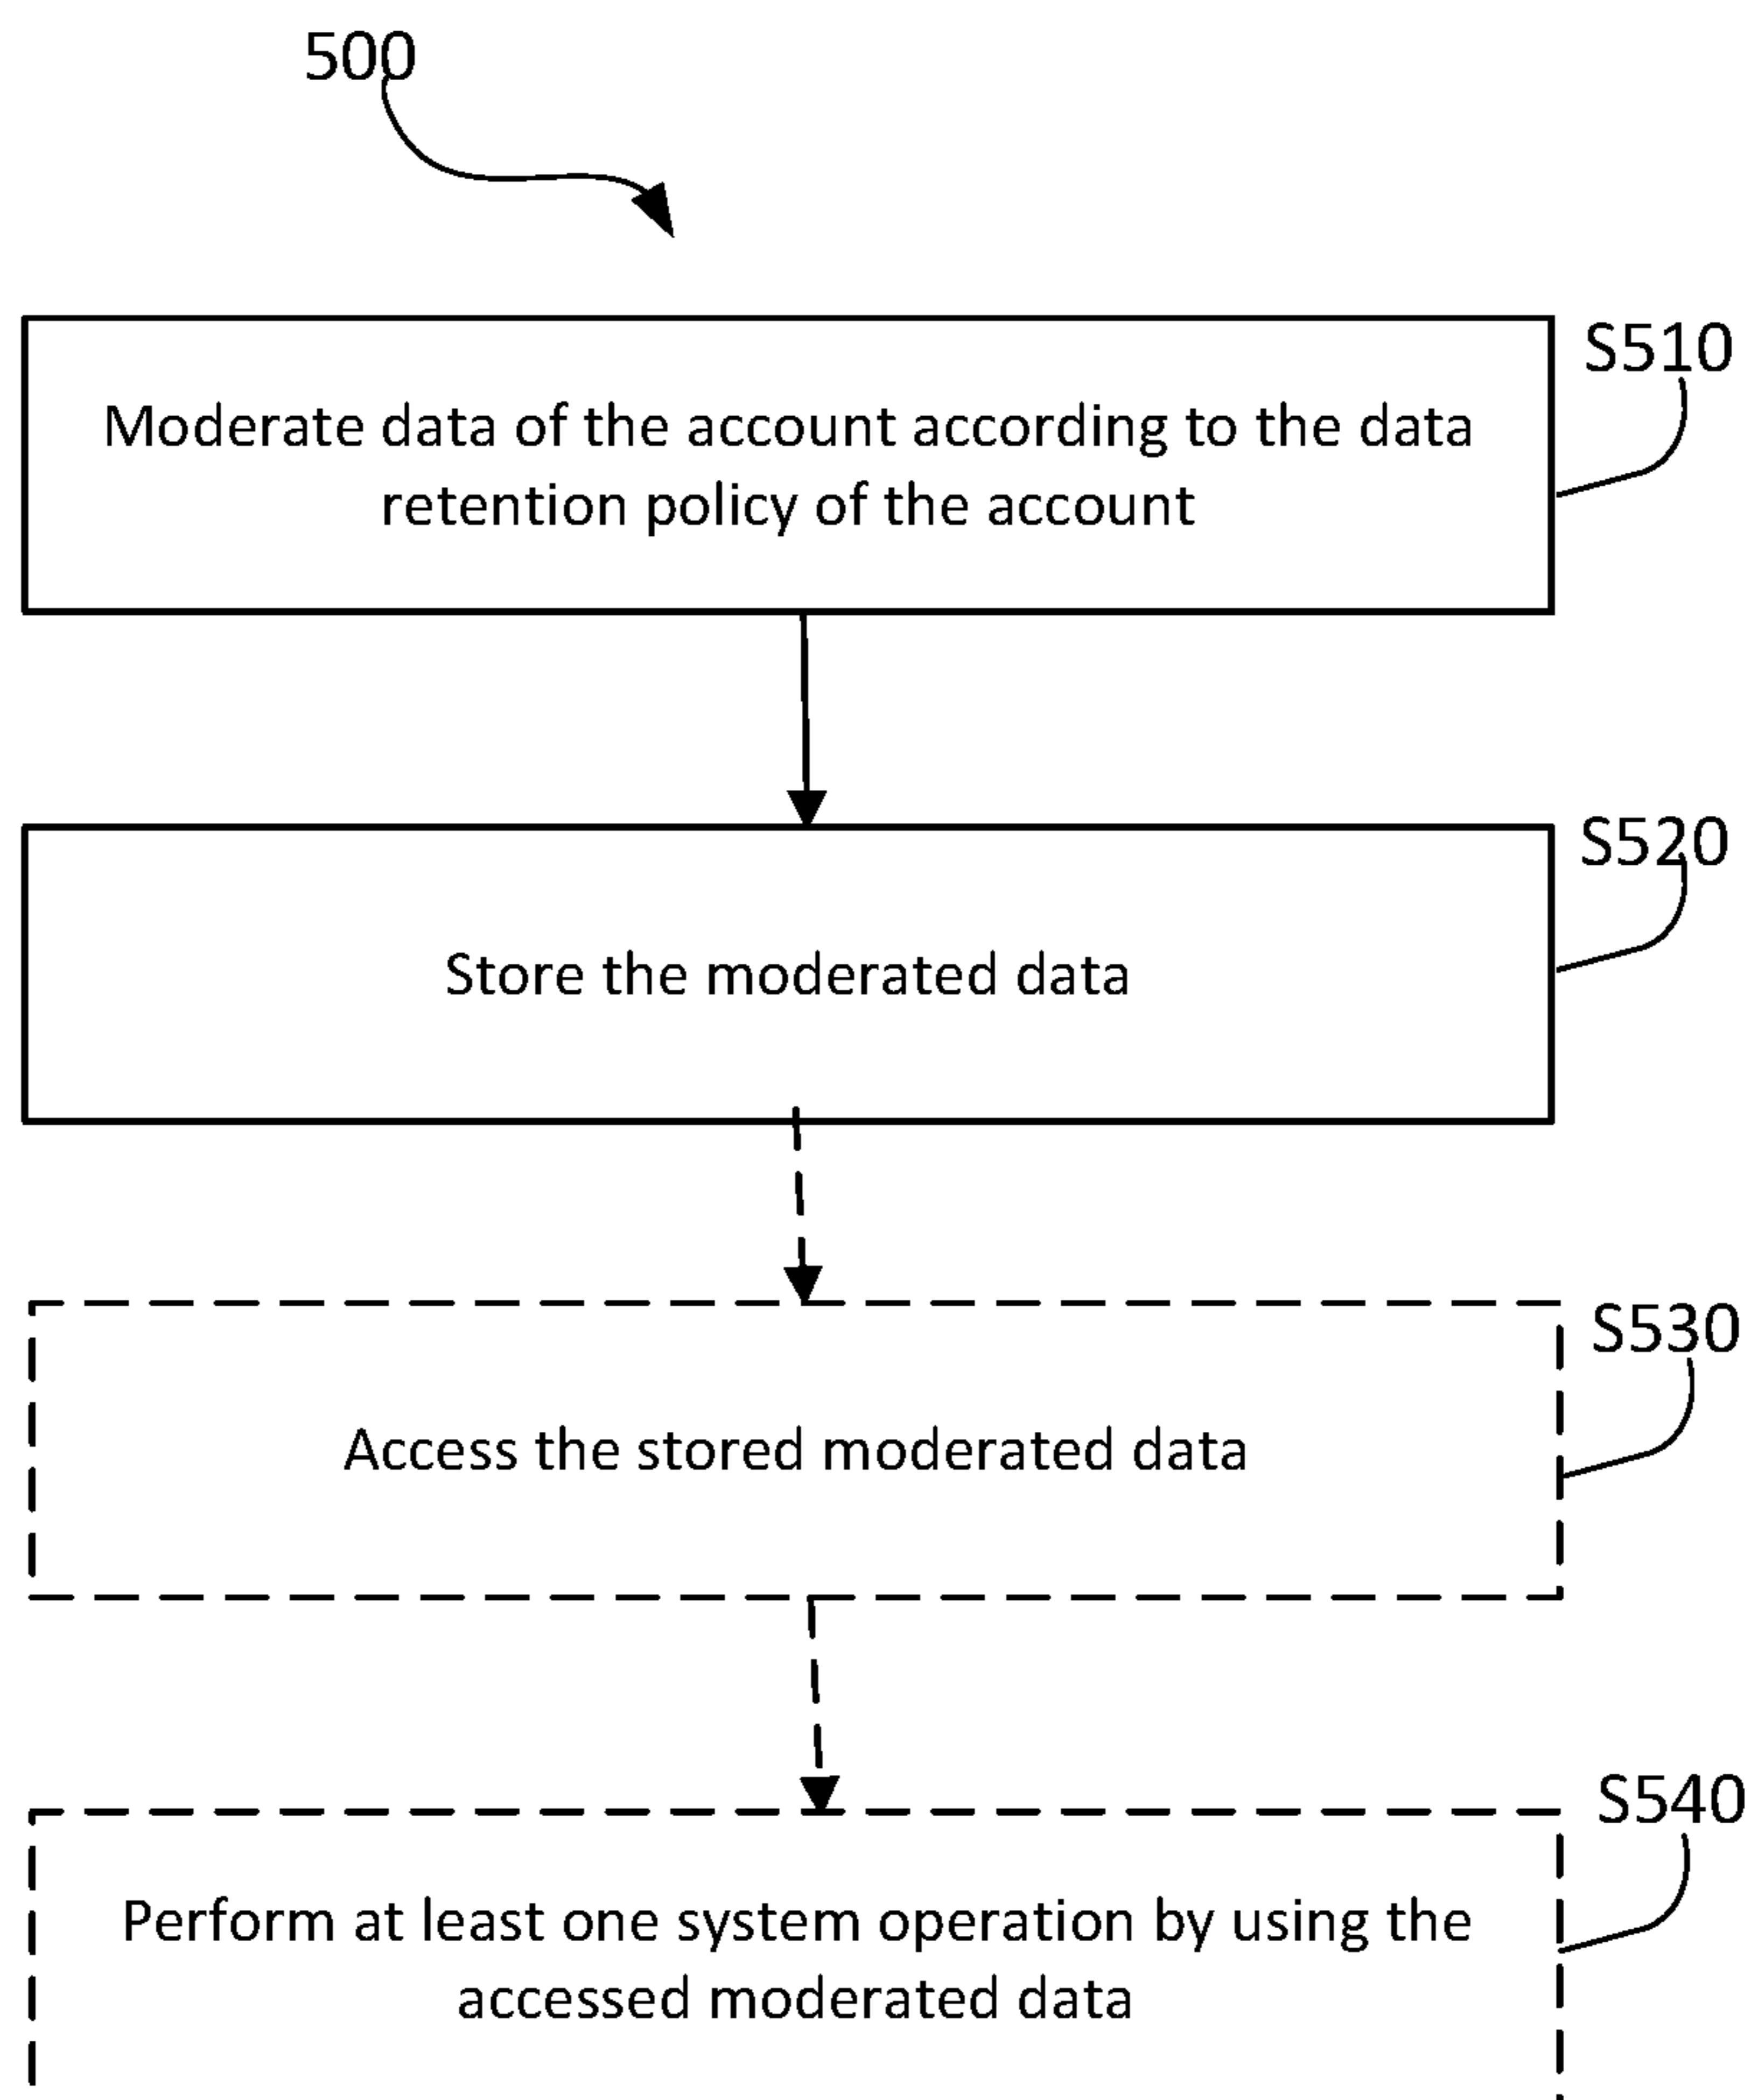 500
S510
Moderate data of the account according to the data
retention policy of the account
S520
Store the moderated data
S530
Access the stored moderated data
S540
Perform at least one system operation by using the
accessed moderated data